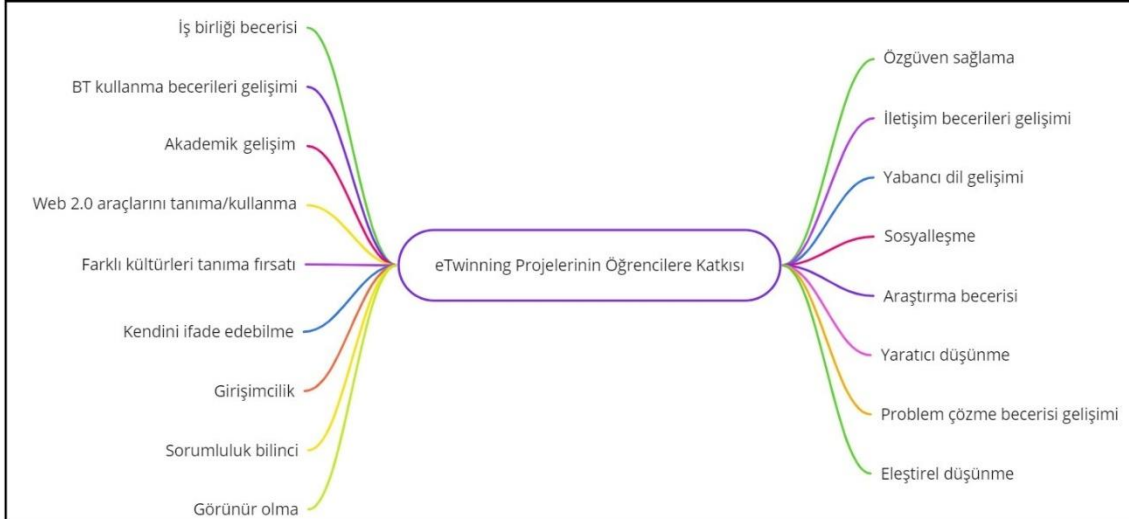 İş birliği becerisi
BT kullanma becerileri gelişimi
Akademik gelişim
Web 2.0 araçlarını tanıma/kullanma
Farklı kültürleri tanıma fırsatı
Kendini ifade edebilme
Girişimcilik
Sorumluluk bilinci
Görünür olma
eTwinning Projelerinin Öğrencilere Katkısı
Özgüven sağlama
İletişim becerileri gelişimi
Yabancı dil gelişimi
Sosyalleşme
Araştırma becerisi
Yaratıcı düşünme
Problem çözme becerisi gelişimi
Eleştirel düşünme